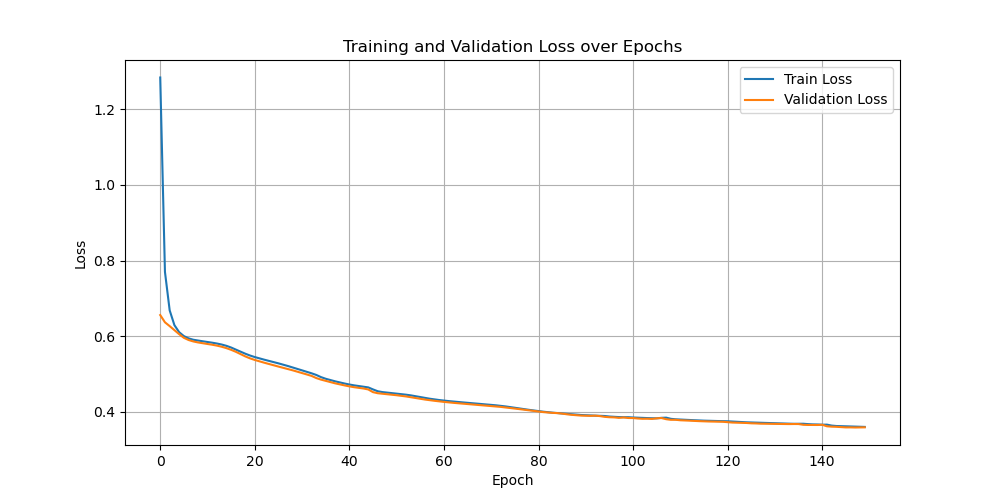 Training and Validation Loss over Epochs
Train Loss
Validation Loss
Loss
1.2
1.0
0.8
0.6
0.4
0 20 40 60 80 100 120 140
Epoch